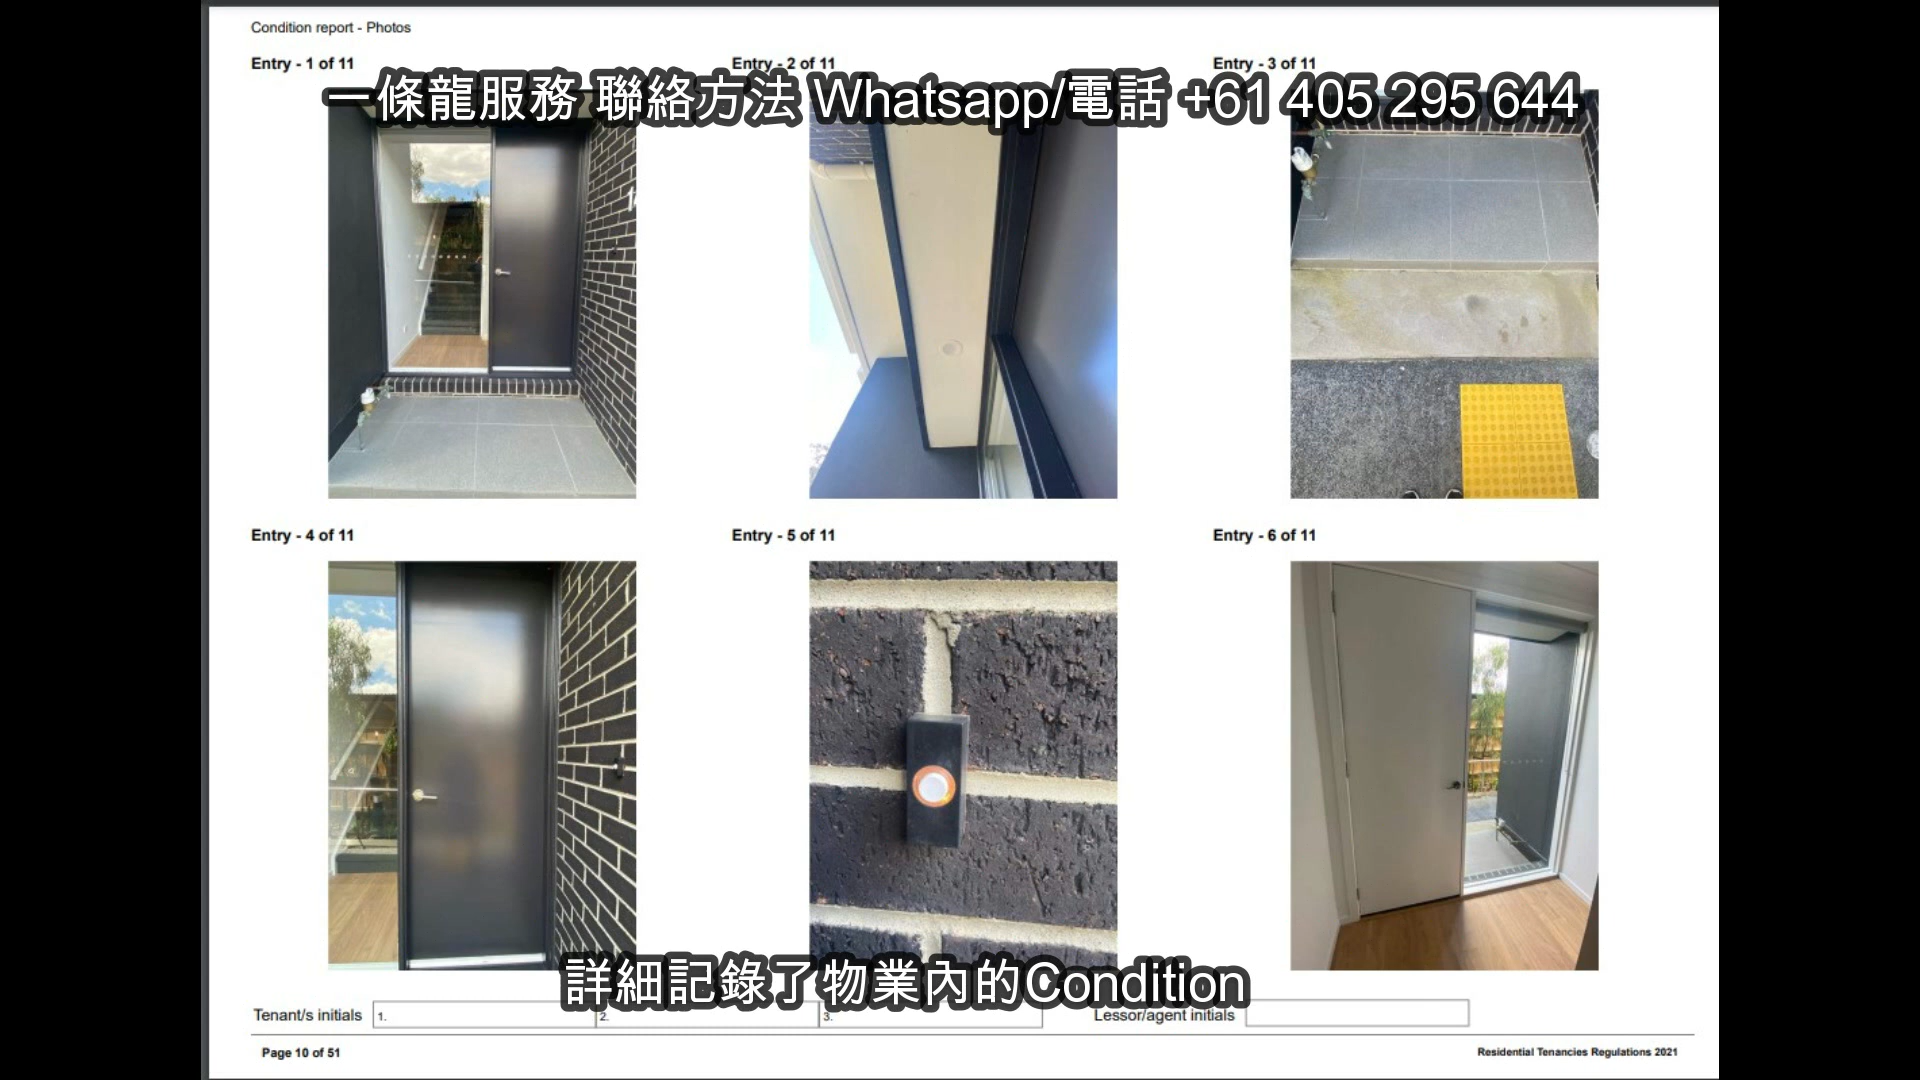 Condition report - Photos
Entry - 1 of 11
Entry - 2 of 11
Entry - 3 of 11
一條龍服務 聯絡方法 Whatsapp/電話 +61 405 295 644
Entry - 4 of 11
Entry - 5 of 11
Entry - 6 of 11
詳細記錄了物業內的Condition
Tenant/s initials 1. 2. 3. Lessor/agent initials
Page 10 of 51
Residential Tenancies Regulations 2021